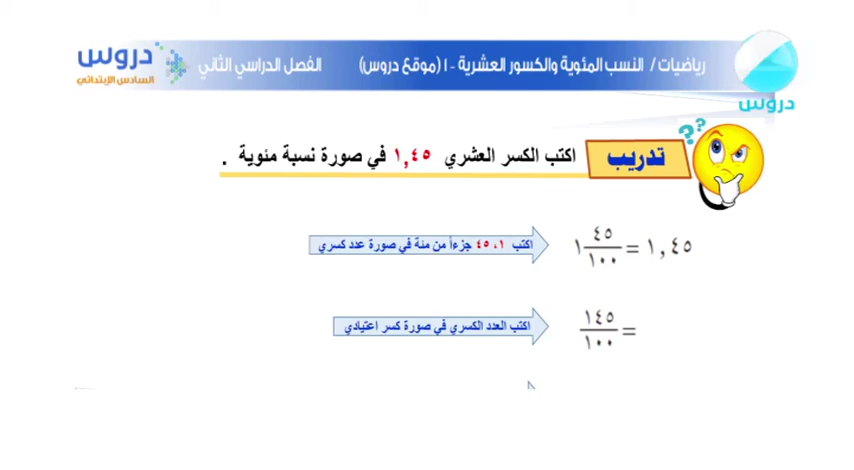 رياضيات / النسب المئوية والكسور العشرية - ١ (موقع دروس) الفصل الدراسي الثاني
دروس
السادس الإبتدائي
دروس
تدريب اكتب الكسر العشري ١,٤٥ في صورة نسبة مئوية .
١,٤٥ = ١ ٤٥/١٠٠ اكتب ١، ٤٥ جزءاً من مئة في صورة عدد كسري
= ١٤٥/١٠٠ اكتب العدد الكسري في صورة كسر اعتيادي